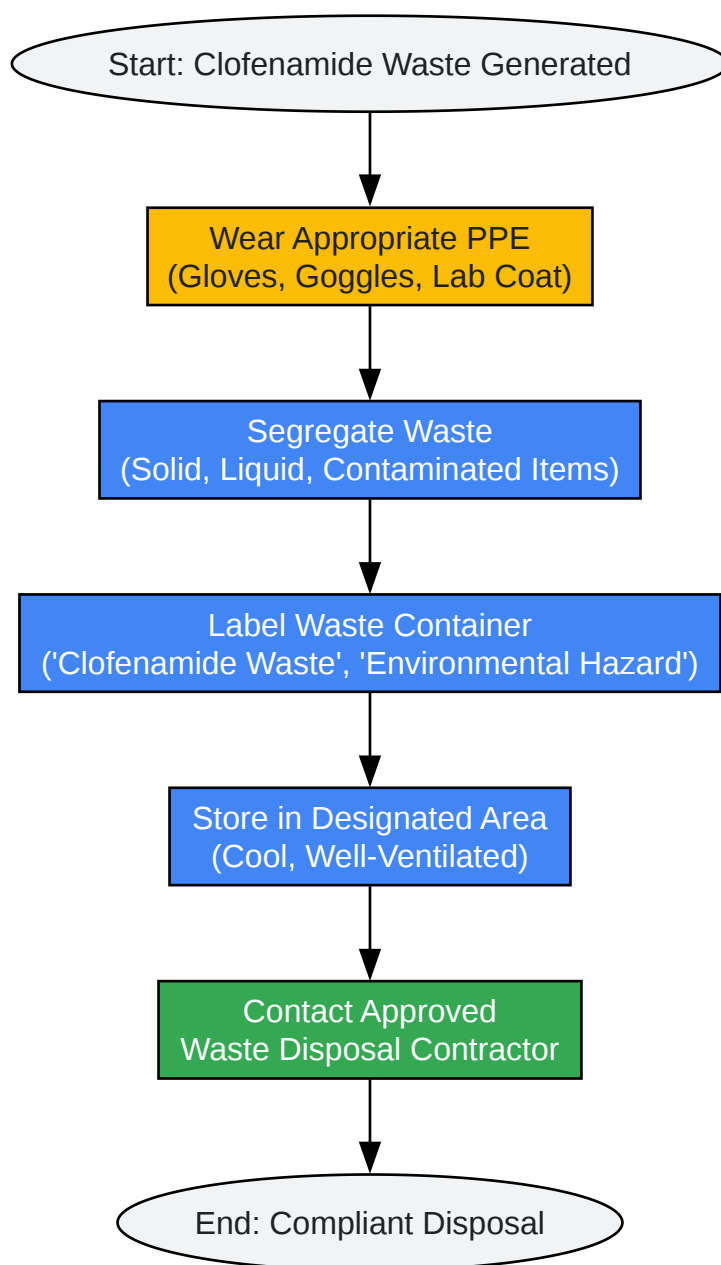 Start: Clofenamide Waste Generated
Wear Appropriate PPE
(Gloves, Goggles, Lab Coat)
Segregate Waste
(Solid, Liquid, Contaminated Items)
Label Waste Container
('Clofenamide Waste', 'Environmental Hazard')
Store in Designated Area
(Cool, Well-Ventilated)
Contact Approved
Waste Disposal Contractor
End: Compliant Disposal